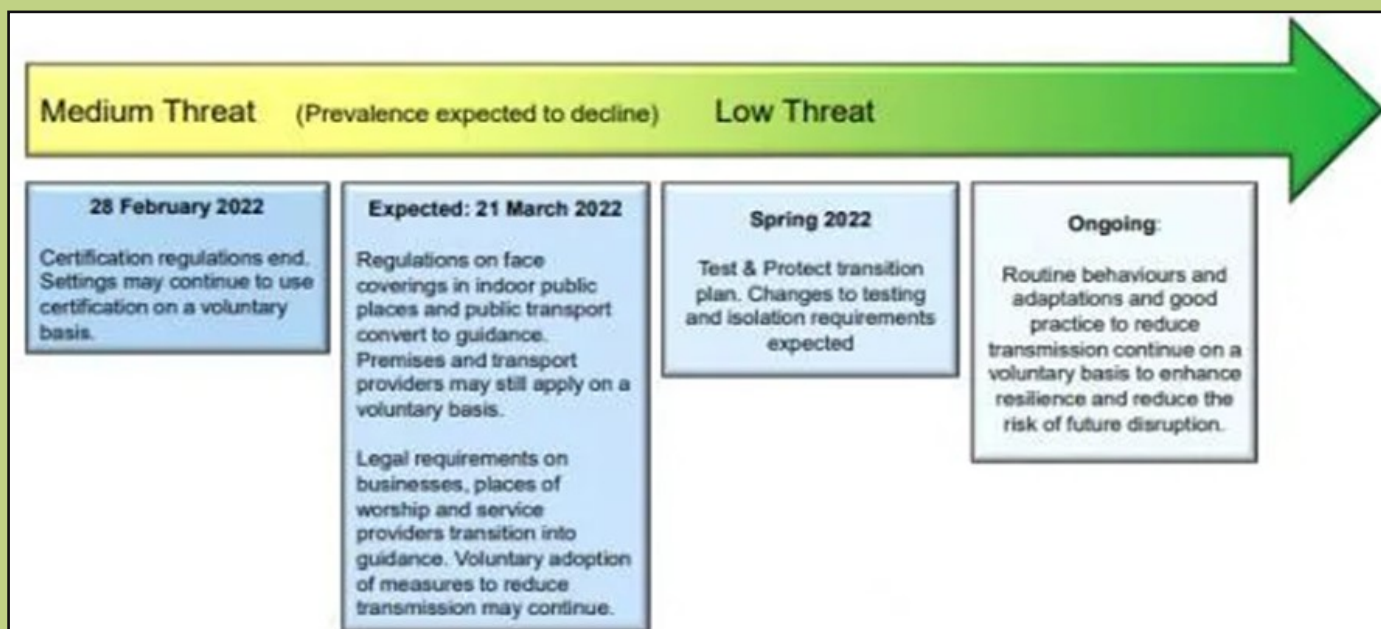 Medium Threat (Prevalence expected to decline) Low Threat
28 February 2022
Certification regulations end.
Settings may continue to use
certification on a voluntary
basis.
Expected: 21 March 2022
Regulations on face
coverings in indoor public
places and public transport
convert to guidance.
Premises and transport
providers may still apply on a
voluntary basis.
Legal requirements on
businesses, places of
worship and service
providers transition into
guidance. Voluntary adoption
of measures to reduce
transmission may continue.
Spring 2022
Test & Protect transition
plan. Changes to testing
and isolation requirements
expected
Ongoing:
Routine behaviours and
adaptations and good
practice to reduce
transmission continue on a
voluntary basis to enhance
resilience and reduce the
risk of future disruption.